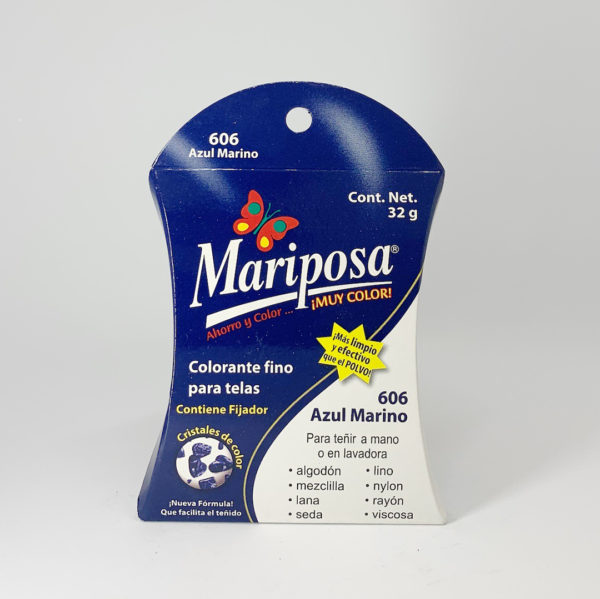 606
Azul Marino
Cont. Net.
32 g
Mariposa®
Ahorro y Color ... ¡MUY COLOR!
¡Más limpio
y efectivo
que el POLVO!
Colorante fino
para telas
Contiene Fijador
Cristales de color
¡Nueva Fórmula!
Que facilita el teñido
606
Azul Marino
Para teñir a mano
o en lavadora
• algodón
• mezclilla
• lana
• seda
• lino
• nylon
• rayón
• viscosa